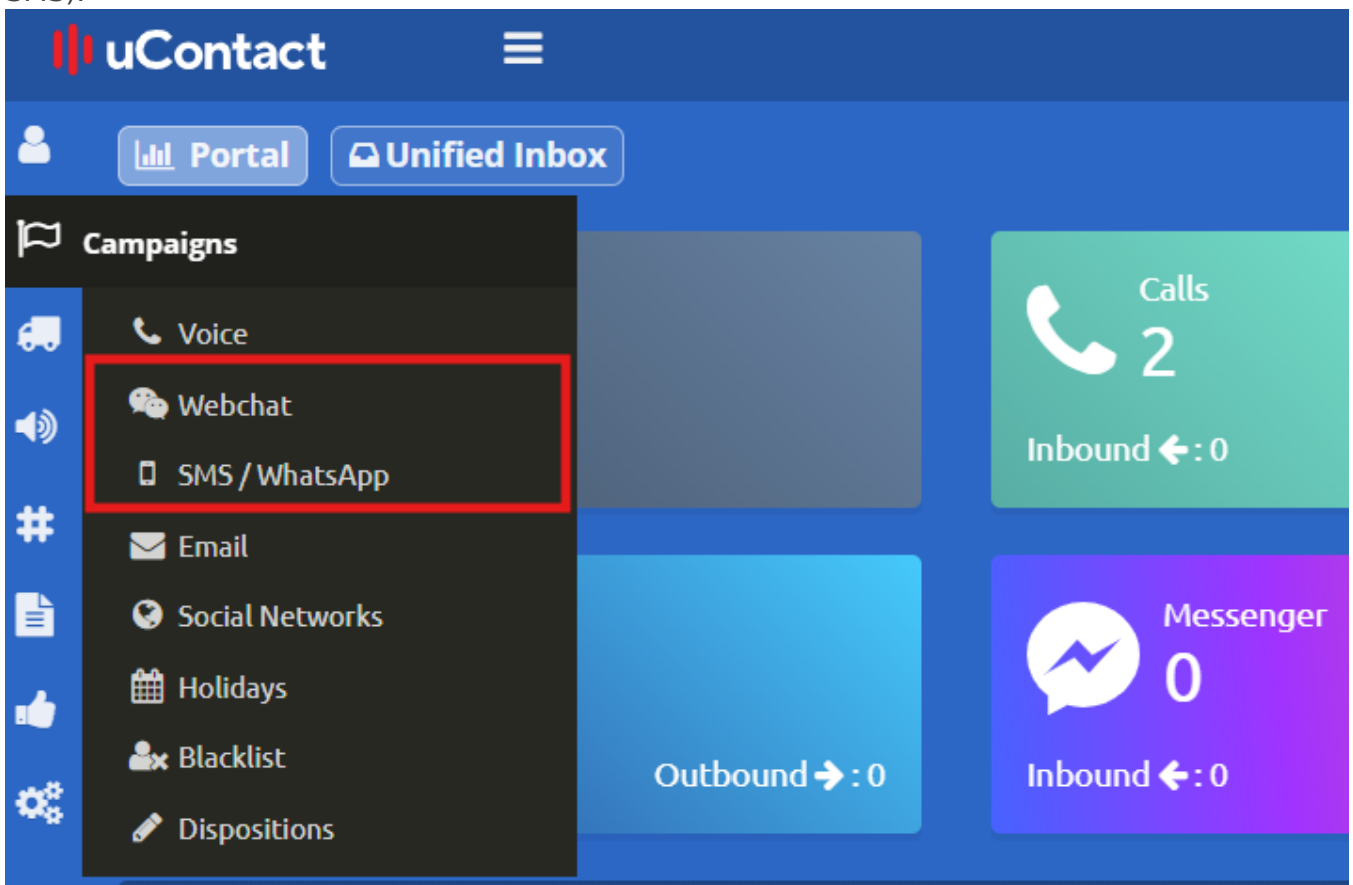 uContact
Portal
Unified Inbox
Campaigns
Voice
Webchat
SMS / WhatsApp
Email
Social Networks
Holidays
Blacklist
Dispositions
Outbound : 0
Calls
2
Inbound : 0
Messenger
0
Inbound : 0